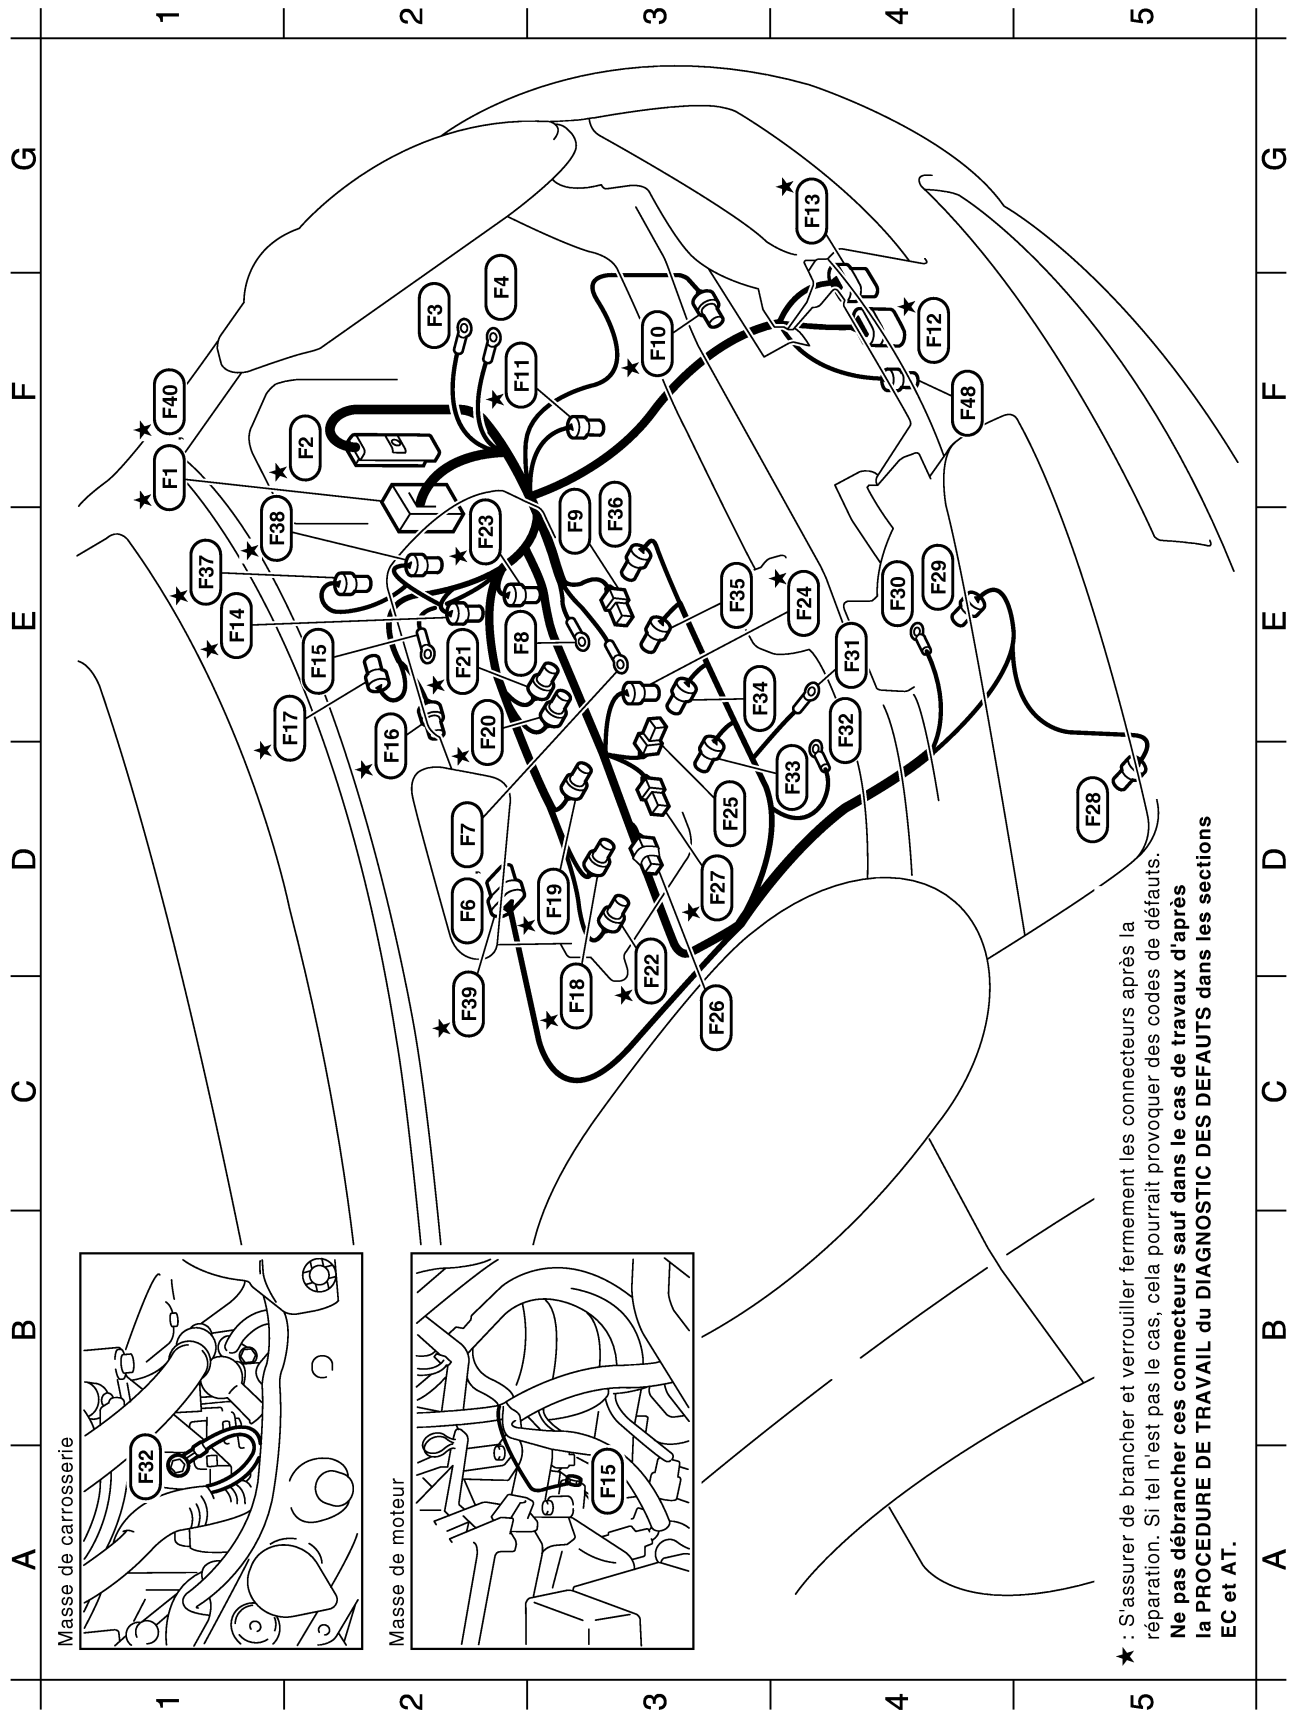 1
2
3
4
5
G
F
E
D
C
B
A
G
F
E
D
C
B
A
1
2
3
4
5
Masse de carrosserie
F32
Masse de moteur
F15
★ F40
★ F1
★ F2
F3
F4
★ F11
★ F10
★ F13
★ F12
F48
★ F37
★ F38
★ F14
F15
★ F17
★ F16
★ F23
F9
F36
F8
★ F21
★ F20
F35
★ F24
F30
F29
F31
F34
F32
F33
F7
F6
F25
★ F27
F28
★ F19
★ F39
★ F18
★ F22
F26
★ : S'assurer de brancher et verrouiller fermement les connecteurs après la
réparation. Si tel n'est pas le cas, cela pourrait provoquer des codes de défauts.
Ne pas débrancher ces connecteurs sauf dans le cas de travaux d'après
la PROCEDURE DE TRAVAIL du DIAGNOSTIC DES DEFAUTS dans les sections
EC et AT.